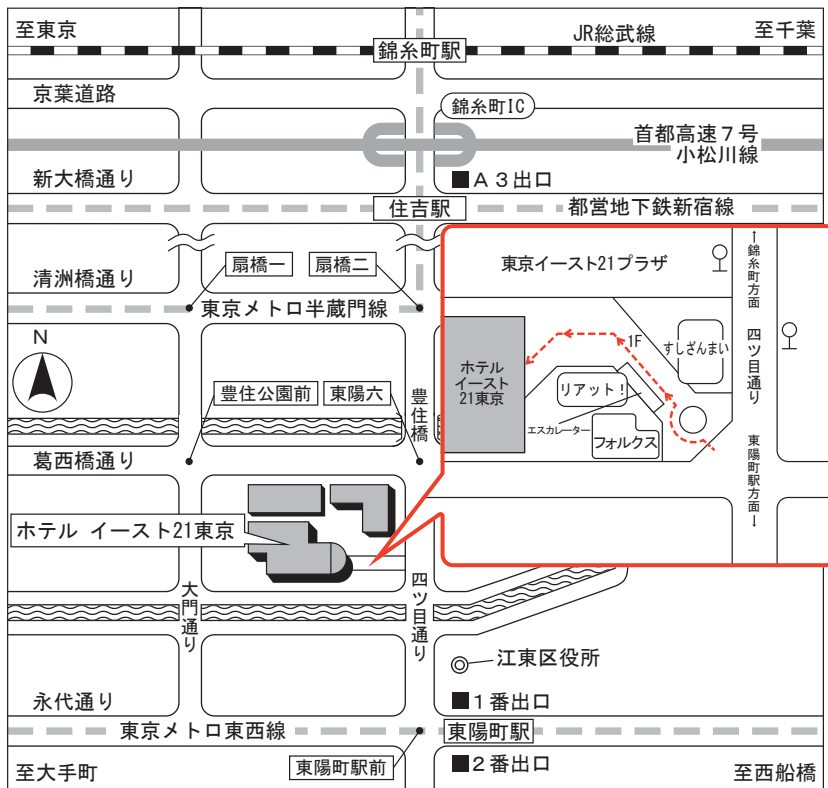 至東京
JR総武線
至千葉
錦糸町駅
京葉道路
錦糸町IC
首都高速7号
小松川線
新大橋通り
■A3出口
住吉駅
都営地下鉄新宿線
扇橋一
扇橋二
清洲橋通り
東京メトロ半蔵門線
東京イースト21プラザ
←錦糸町方面
四ツ目通り
東陽町駅方面→
1F
すしざんまい
ホテル
イースト
21東京
リアット！
エスカレーター
フォルクス
N
豊住公園前
東陽六
豊住橋
葛西橋通り
ホテル イースト21東京
大門通り
四ツ目通り
◎江東区役所
永代通り
■1番出口
東京メトロ東西線
東陽町駅
東陽町駅前
■2番出口
至大手町
至西船橋